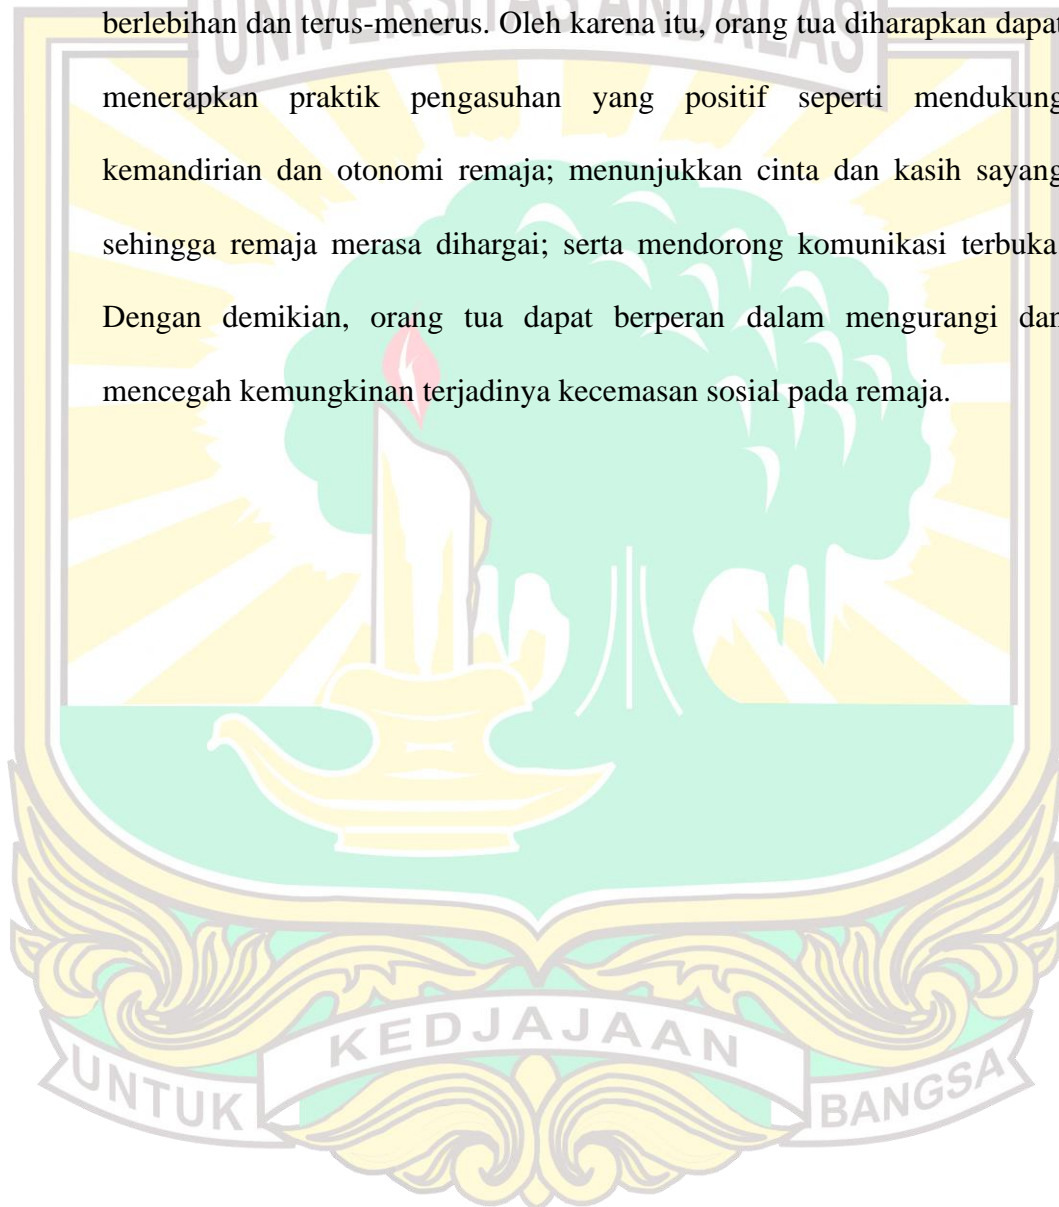 UNIVERSITAS ANDALAS
berlebihan dan terus-menerus. Oleh karena itu, orang tua diharapkan dapat
menerapkan praktik pengasuhan yang positif seperti mendukung
kemandirian dan otonomi remaja; menunjukkan cinta dan kasih sayang
sehingga remaja merasa dihargai; serta mendorong komunikasi terbuka
Dengan demikian, orang tua dapat berperan dalam mengurangi dan
mencegah kemungkinan terjadinya kecemasan sosial pada remaja.
UNTUK KEDJAJAAN BANGSA